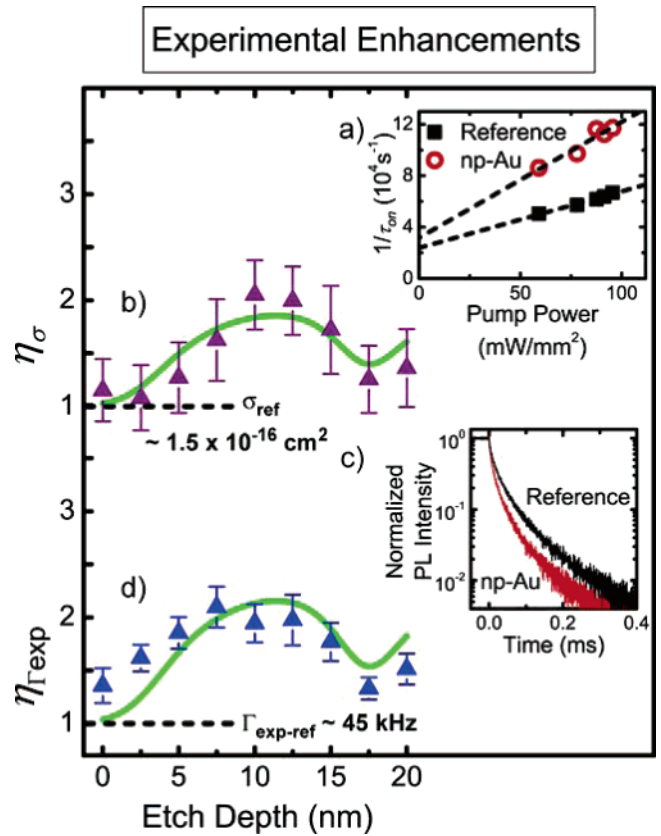 Experimental Enhancements
a)
12
8
4
0
1/τon (10⁴s⁻¹)
Reference
np-Au
0
50
100
Pump Power
(mW/mm²)
b)
3
2
1
ησ
σref
~ 1.5 x 10⁻¹⁶ cm²
c)
10⁰
10⁻¹
10⁻²
Normalized
PL Intensity
Reference
np-Au
0.0
0.2
0.4
Time (ms)
d)
3
2
1
ηΓexp
Γexp-ref ~ 45 kHz
0
5
10
15
20
Etch Depth (nm)